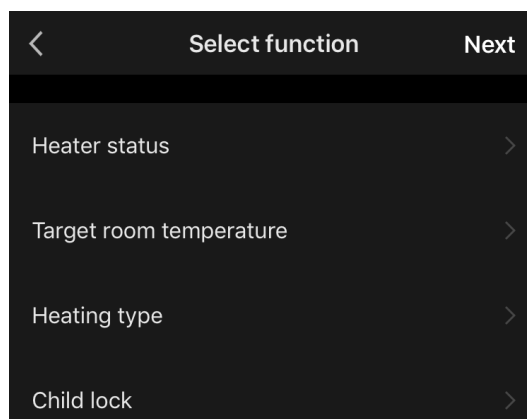 Select function
Next
Heater status
Target room temperature
Heating type
Child lock